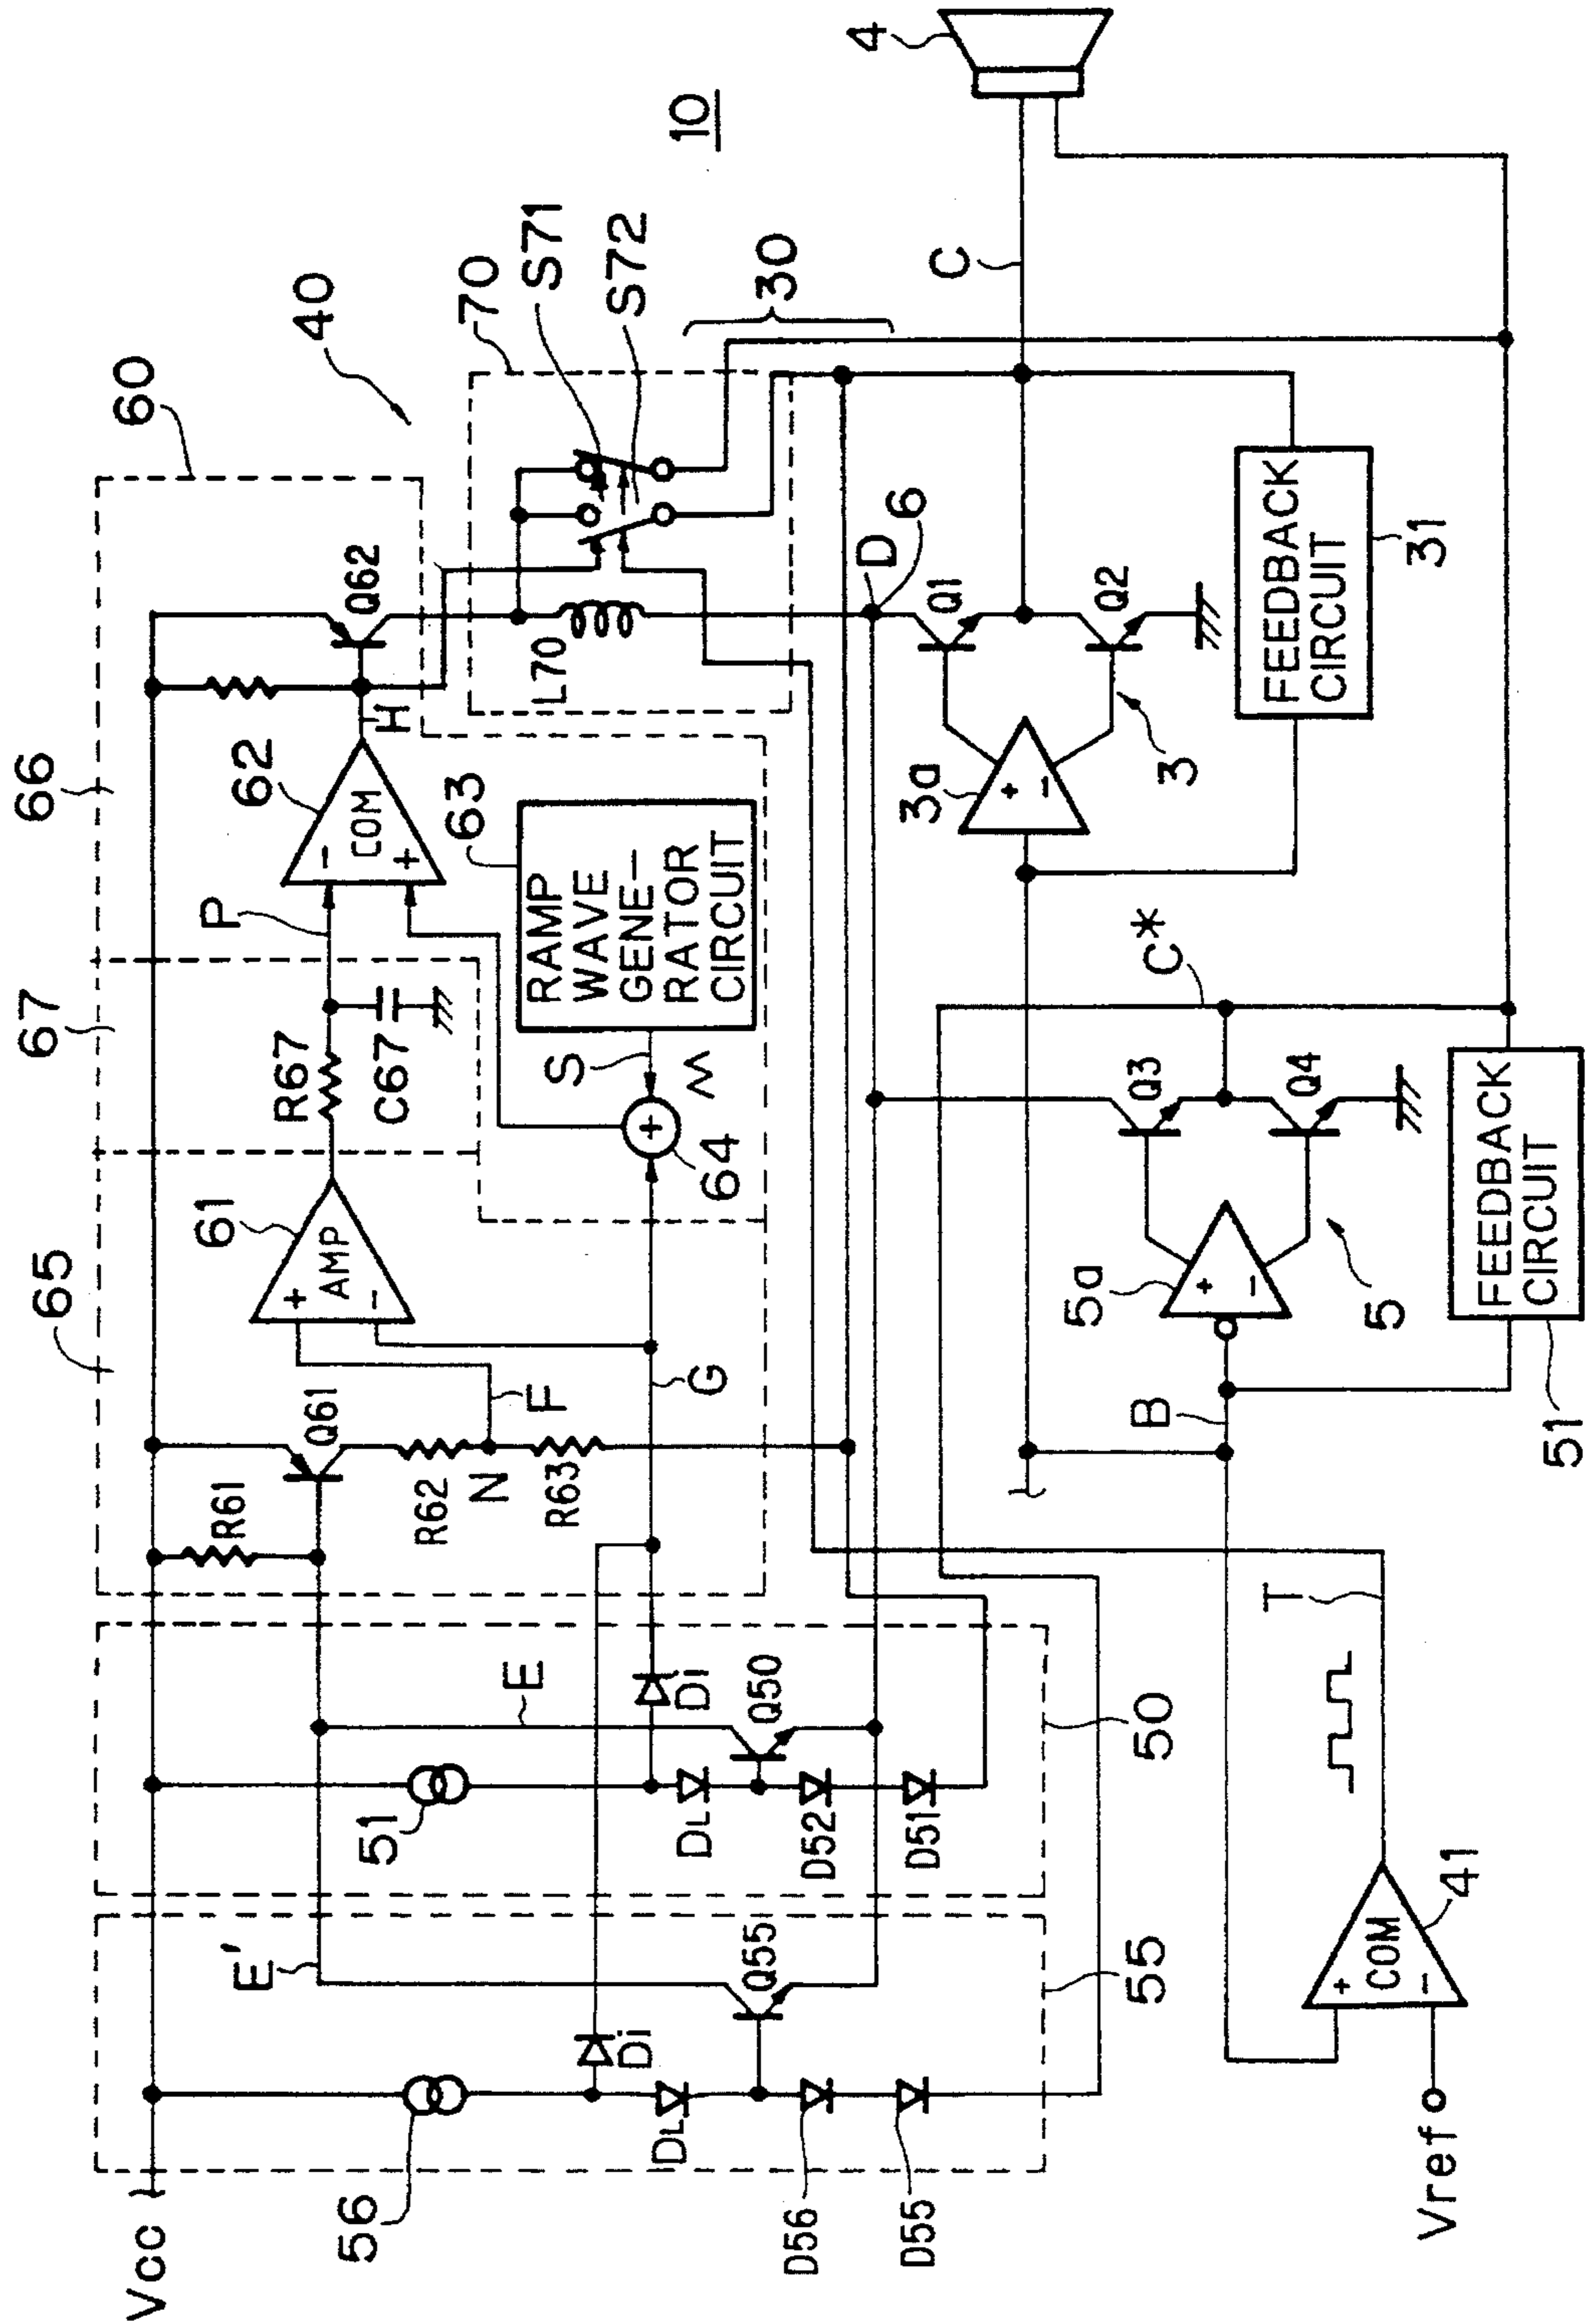 60
66
67
65
40
62
H
Q62
70
S71
S72
30
P
COM
-
+
63
RAMP
WAVE
GENE-
RATOR
CIRCUIT
R67
C67
S
+
64
61
AMP
+
-
F
G
Q61
R61
R62
N
R63
L70
10
4
C
D
6
Q1
Q2
3a
+
-
3
FEEDBACK
CIRCUIT
31
C*
Q3
Q4
5a
+
-
5
FEEDBACK
CIRCUIT
51
B
T
E
Di
Q50
50
51
DL
D52
D51
E'
Q55
55
Di
DL
56
D56
D55
Vcc
COM
+
-
41
Vref